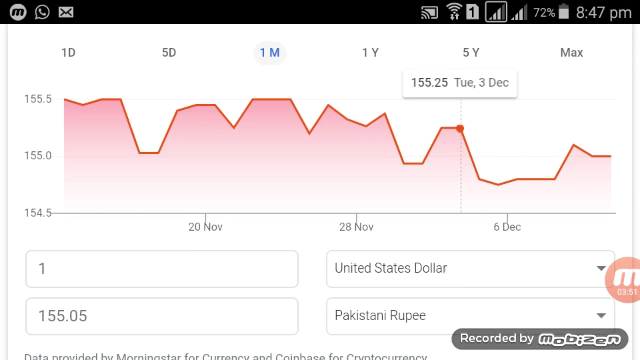 1 72% 8:47 pm
1D 5D 1 M 1 Y 5 Y Max
155.25 Tue, 3 Dec
155.5
155.0
154.5
20 Nov 28 Nov 6 Dec
1 United States Dollar
03:51
155.05 Pakistani Rupee
Recorded by mobizen
Data provided by Morningstar for Currency and Coinbase for Cryptocurrency